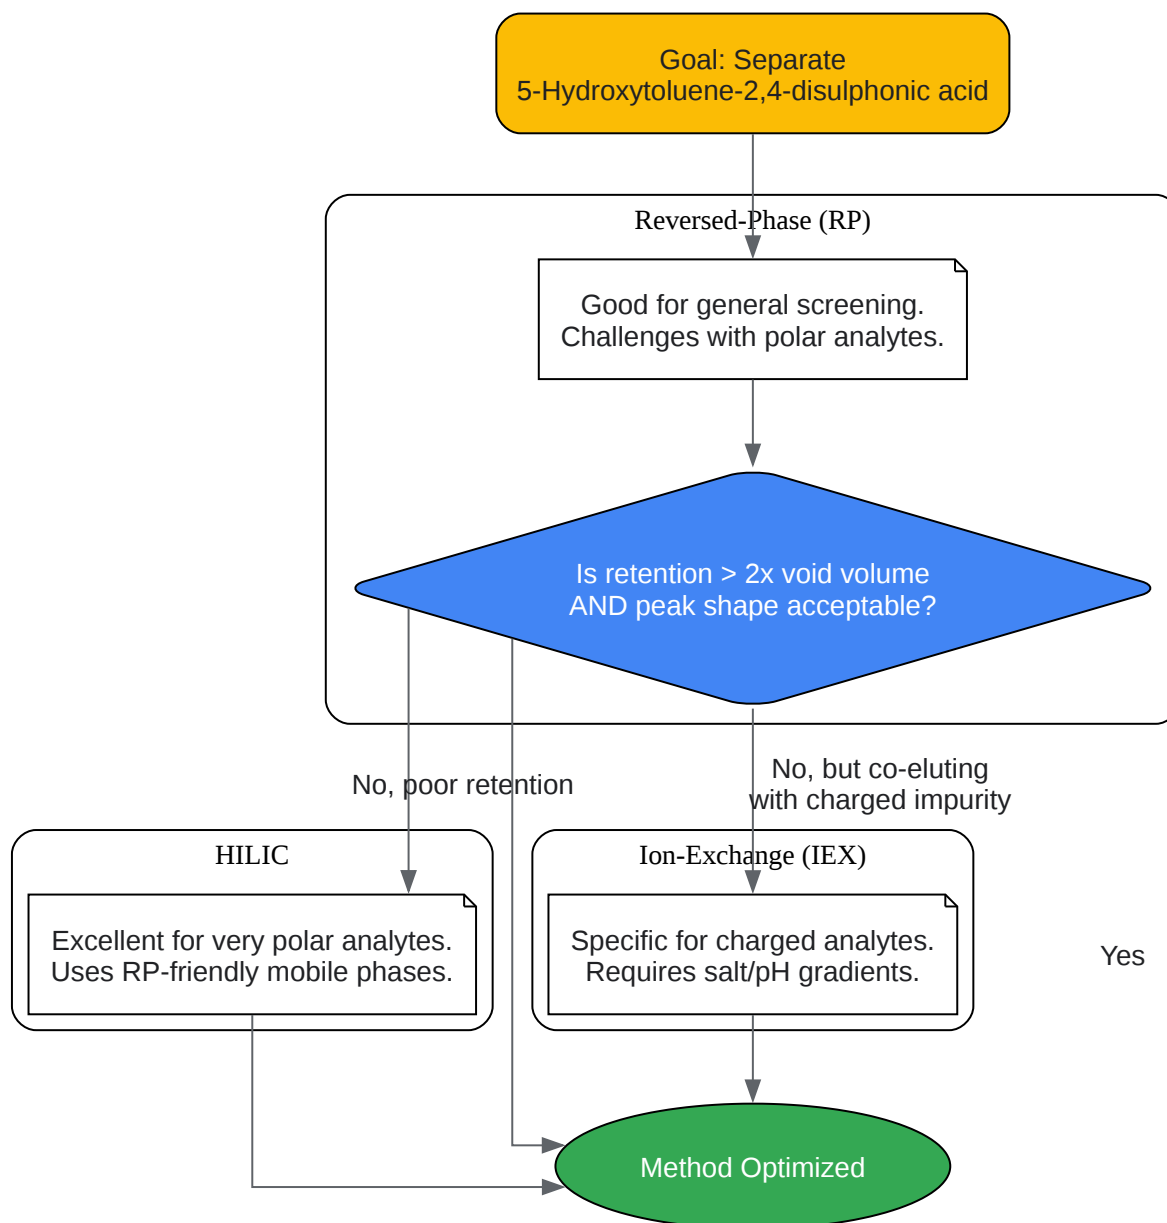 Goal: Separate
5-Hydroxytoluene-2,4-disulphonic acid
Reversed-Phase (RP)
Good for general screening.
Challenges with polar analytes.
Is retention > 2x void volume
AND peak shape acceptable?
No, poor retention
No, but co-eluting
with charged impurity
HILIC
Excellent for very polar analytes.
Uses RP-friendly mobile phases.
Ion-Exchange (IEX)
Specific for charged analytes.
Requires salt/pH gradients.
Yes
Method Optimized